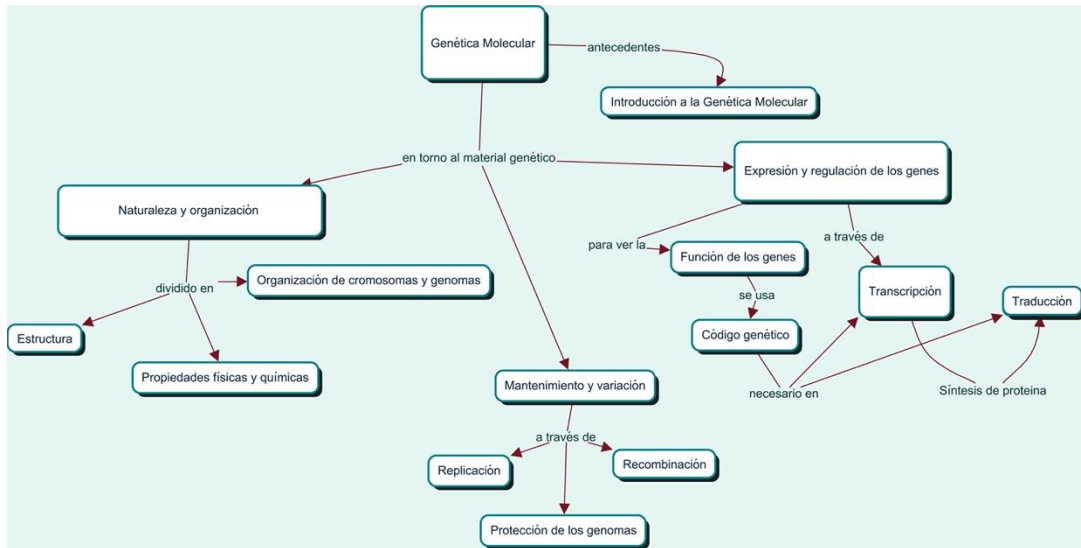 Genética Molecular
antecedentes
Introducción a la Genética Molecular
en torno al material genético
Expresión y regulación de los genes
Naturaleza y organización
para ver la
a través de
Función de los genes
Organización de cromosomas y genomas
dividido en
se usa
Transcripción
Traducción
Estructura
Código genético
Propiedades físicas y químicas
Mantenimiento y variación
necesario en
Síntesis de proteina
a través de
Replicación
Recombinación
Protección de los genomas